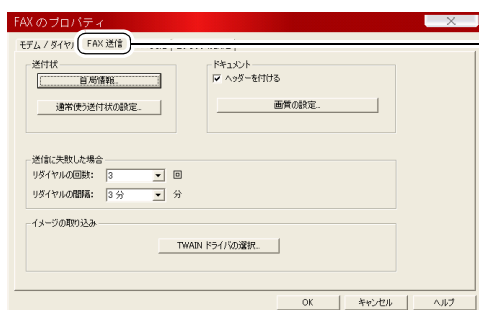 FAX のプロパティ
モデム / ダイヤル FAX 送信
送付状
自局情報...
通常使う送付状の設定...
ドキュメント
ヘッダーを付ける
画質の設定...
送信に失敗した場合
リダイヤルの回数: 3 回
リダイヤルの間隔: 3 分 分
イメージの取り込み
TWAIN ドライバの選択...
OK キャンセル ヘルプ